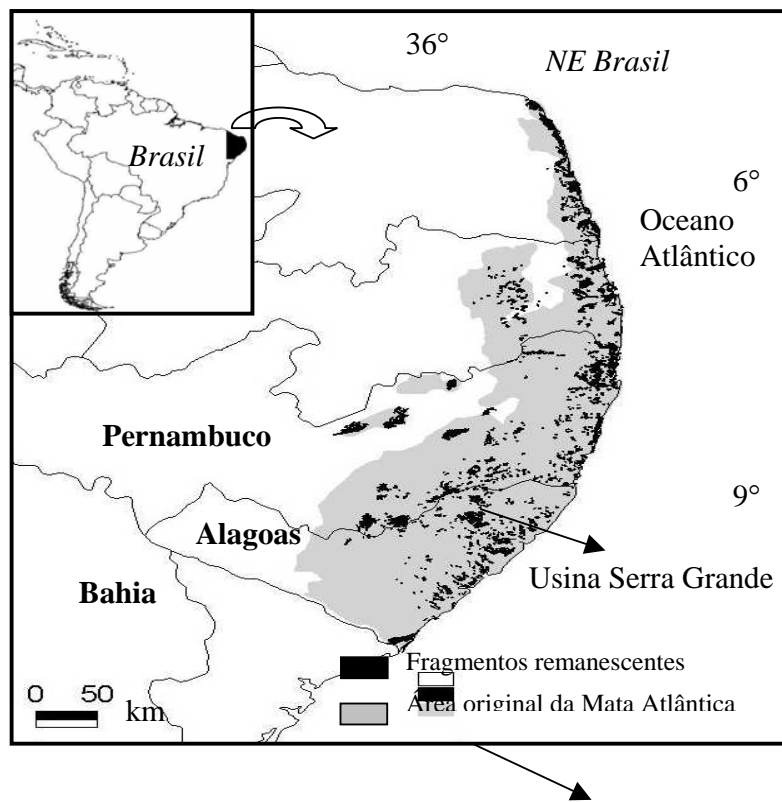 36°
NE Brasil
Brasil
6°
Oceano
Atlântico
Pernambuco
9°
Alagoas
Usina Serra Grande
Bahia
Fragmentos remanescentes
0 50
km
Área original da Mata Atlântica